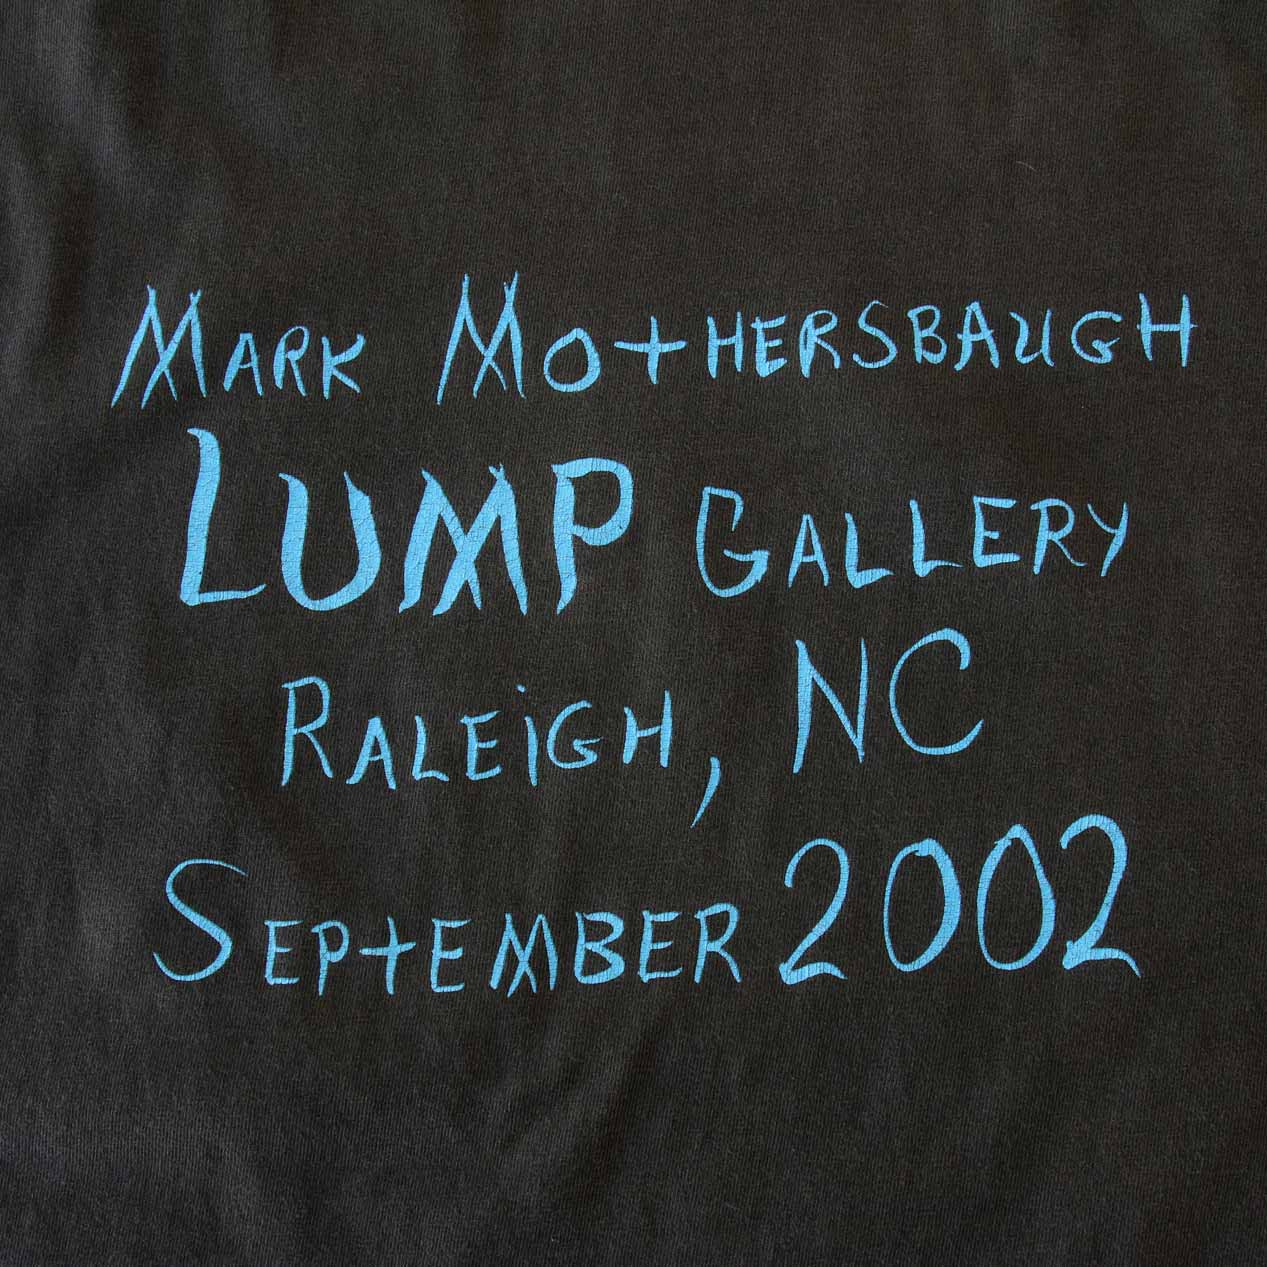 MARK MOTHERSBAUGH
LUMP GALLERY
RALEiGH, NC
SEPTEMBER 2002